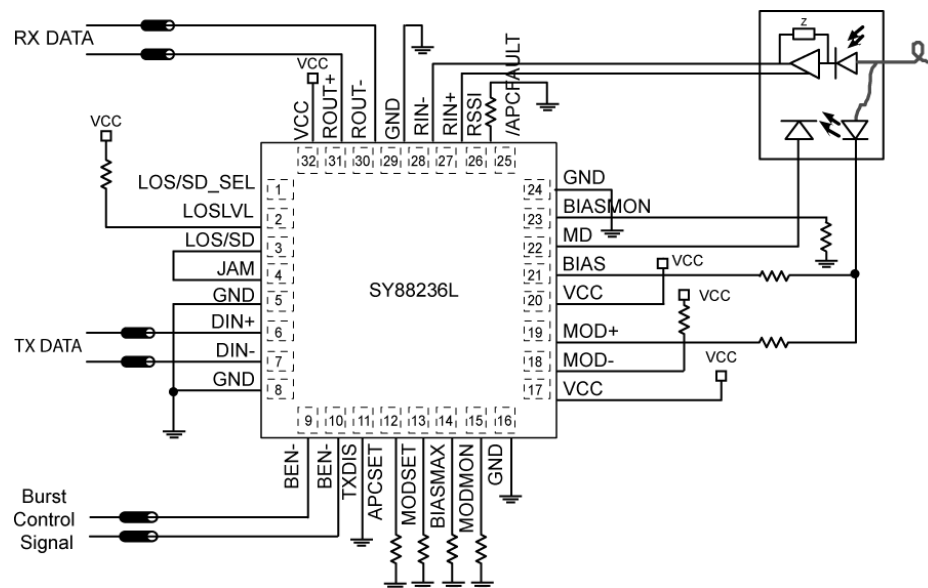 RX DATA
VCC
VCC
ROUT+
ROUT-
GND
RIN-
RIN+
RSSI
/APCFAULT
z
VCC
32
31
30
29
28
27
26
25
LOS/SD_SEL
1
LOSLVL
2
LOS/SD
3
JAM
4
GND
5
DIN+
6
DIN-
7
GND
8
TX DATA
SY88236L
24
GND
23
BIASMON
22
MD
21
BIAS
VCC
20
VCC
VCC
19
MOD+
18
MOD-
VCC
17
VCC
9
10
11
12
13
14
15
16
BEN-
BEN-
TXDIS
APCSET
MODSET
BIASMAX
MODMON
GND
Burst
Control
Signal